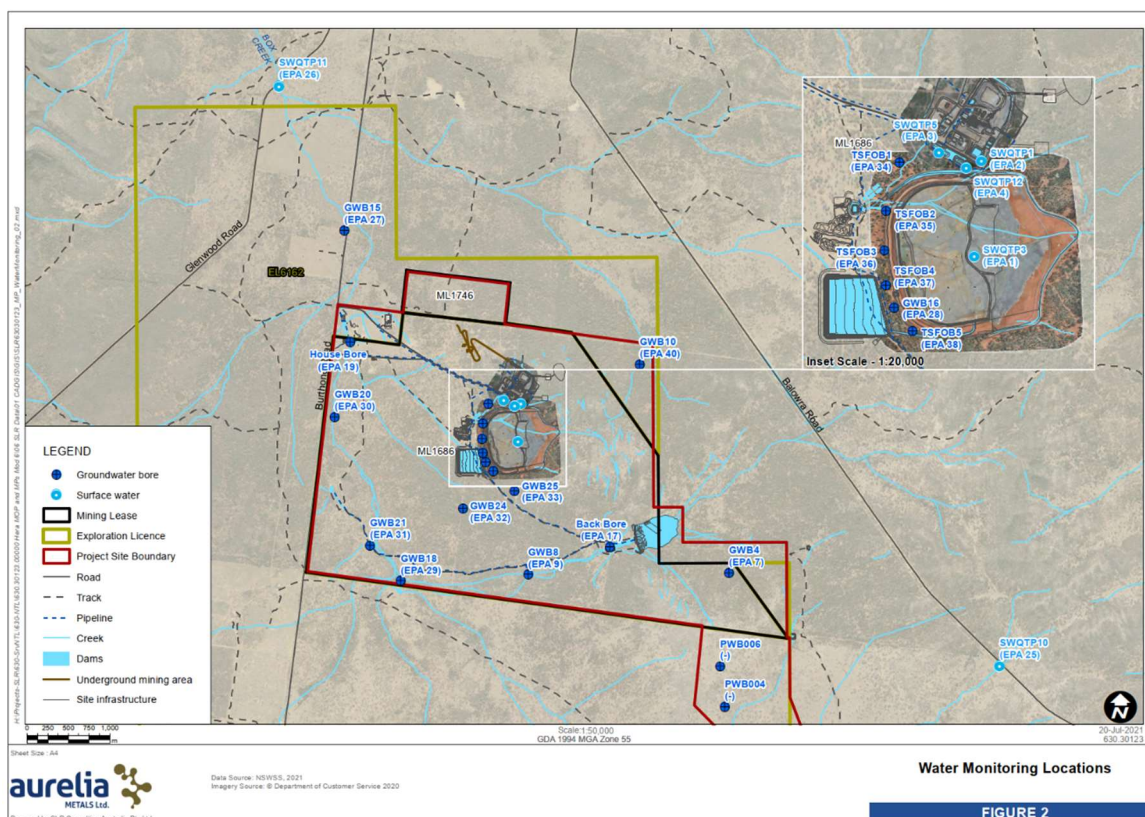 BOX
CREEK
SWQTP11
(EPA 26)
Glenwood Road
GWB15
(EPA 27)
EL6162
ML1746
House Bore
(EPA 19)
GWB20
(EPA 30)
GWB10
(EPA 40)
Balowra Road
ML1686
GWB25
(EPA 33)
GWB24
(EPA 32)
Back Bore
(EPA 17)
GWB21
(EPA 31)
GWB18
(EPA 29)
GWB8
(EPA 9)
GWB4
(EPA 7)
PWB006
(-)
PWB004
(-)
SWQTP10
(EPA 25)
SWQTP5
(EPA 3)
ML1686
TSFOB1
(EPA 34)
SWQTP1
(EPA 2)
SWQTP12
(EPA 4)
TSFOB2
(EPA 35)
SWQTP3
(EPA 1)
TSFOB3
(EPA 36)
TSFOB4
(EPA 37)
GWB16
(EPA 28)
TSFOB5
(EPA 38)
Inset Scale - 1:20,000
LEGEND
Groundwater bore
Surface water
Mining Lease
Exploration Licence
Project Site Boundary
Road
Track
Pipeline
Creek
Dams
Underground mining area
Site infrastructure
0 250 500 750 1,000
m
Scale:1:50,000
GDA 1994 MGA Zone 55
N
20-Jul-2021
630.30123
Sheet Size : A4
aurelia
METALS Ltd.
Data Source: NSWSS, 2021
Imagery Source: © Department of Customer Service 2020
Water Monitoring Locations
FIGURE 2